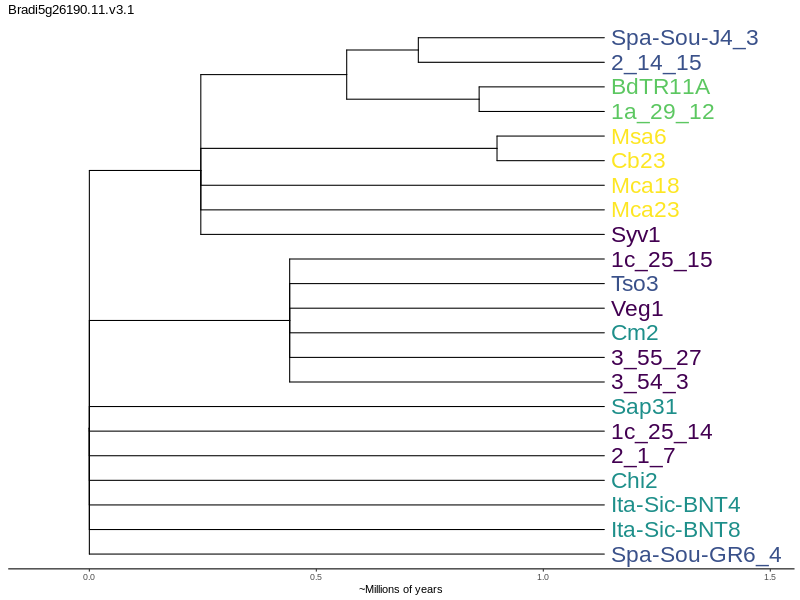 Bradi5g26190.11.v3.1
Spa-Sou-J4_3
2_14_15
BdTR11A
1a_29_12
Msa6
Cb23
Mca18
Mca23
Syv1
1c_25_15
Tso3
Veg1
Cm2
3_55_27
3_54_3
Sap31
1c_25_14
2_1_7
Chi2
Ita-Sic-BNT4
Ita-Sic-BNT8
Spa-Sou-GR6_4
0.0 0.5 1.0 1.5
~Millions of years